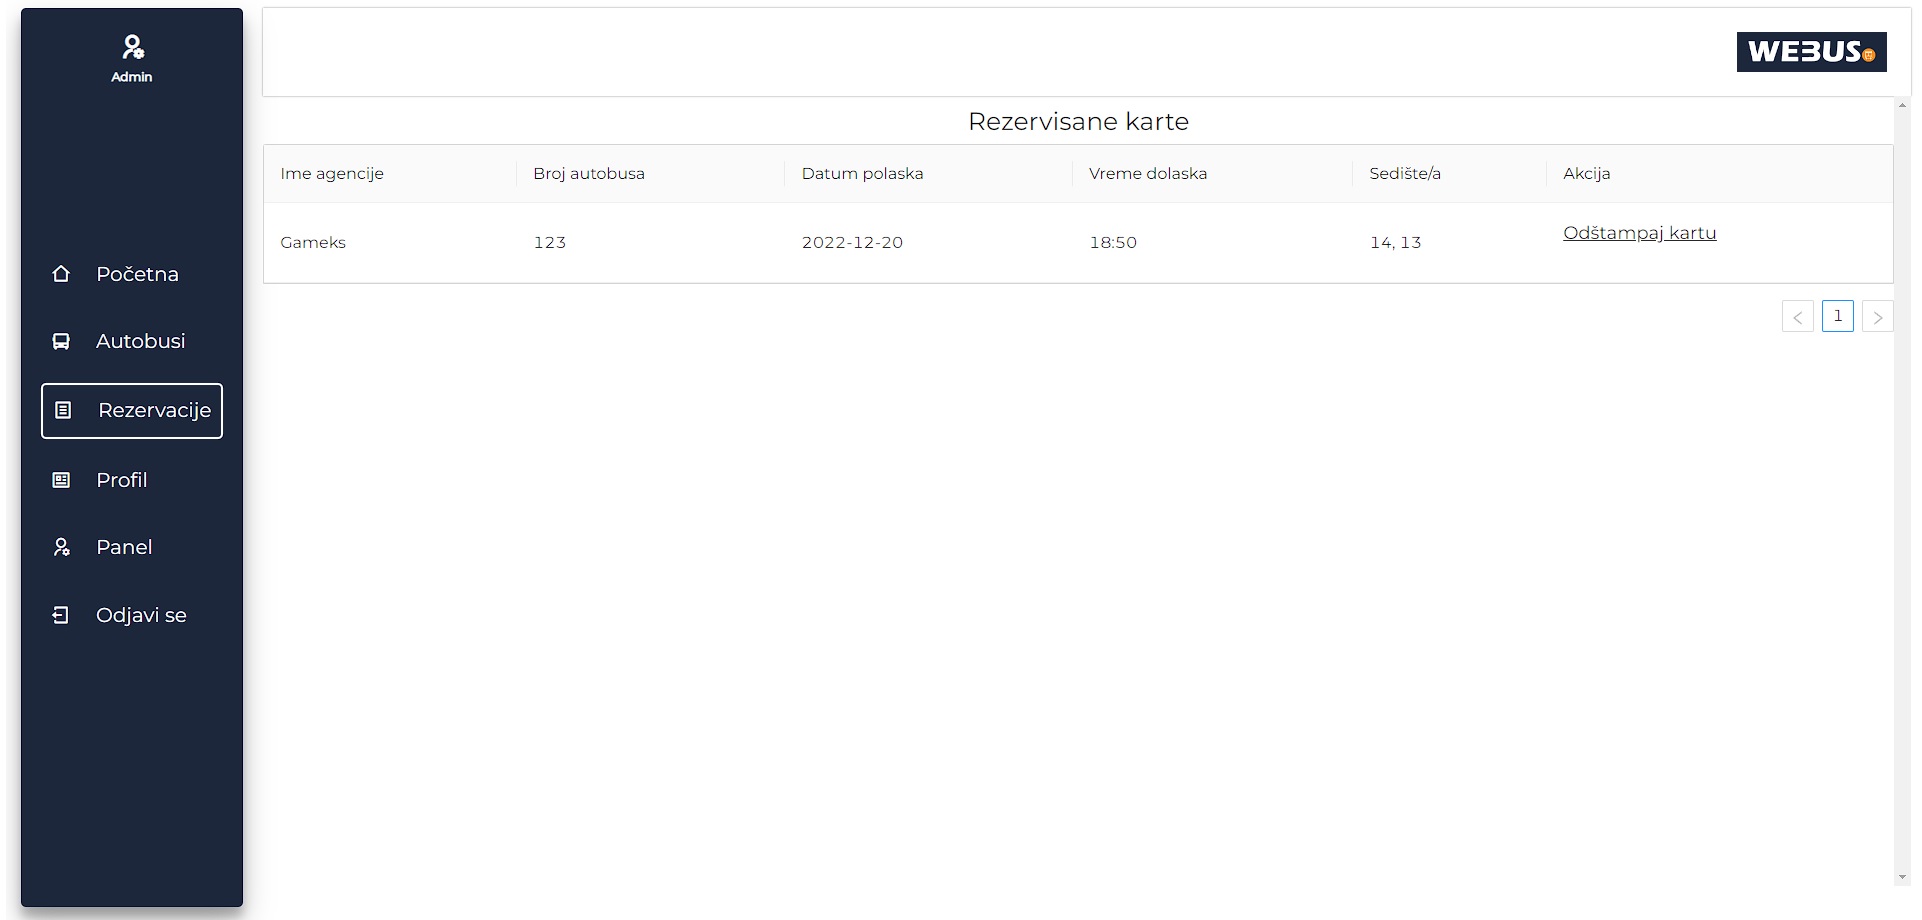 Admin
Početna
Autobusi
Rezervacije
Profil
Panel
Odjavi se
WEBUS
Rezervisane karte
Ime agencije Broj autobusa Datum polaska Vreme dolaska Sedište/a Akcija
Gameks 123 2022-12-20 18:50 14, 13 Odštampaj kartu
< 1 >